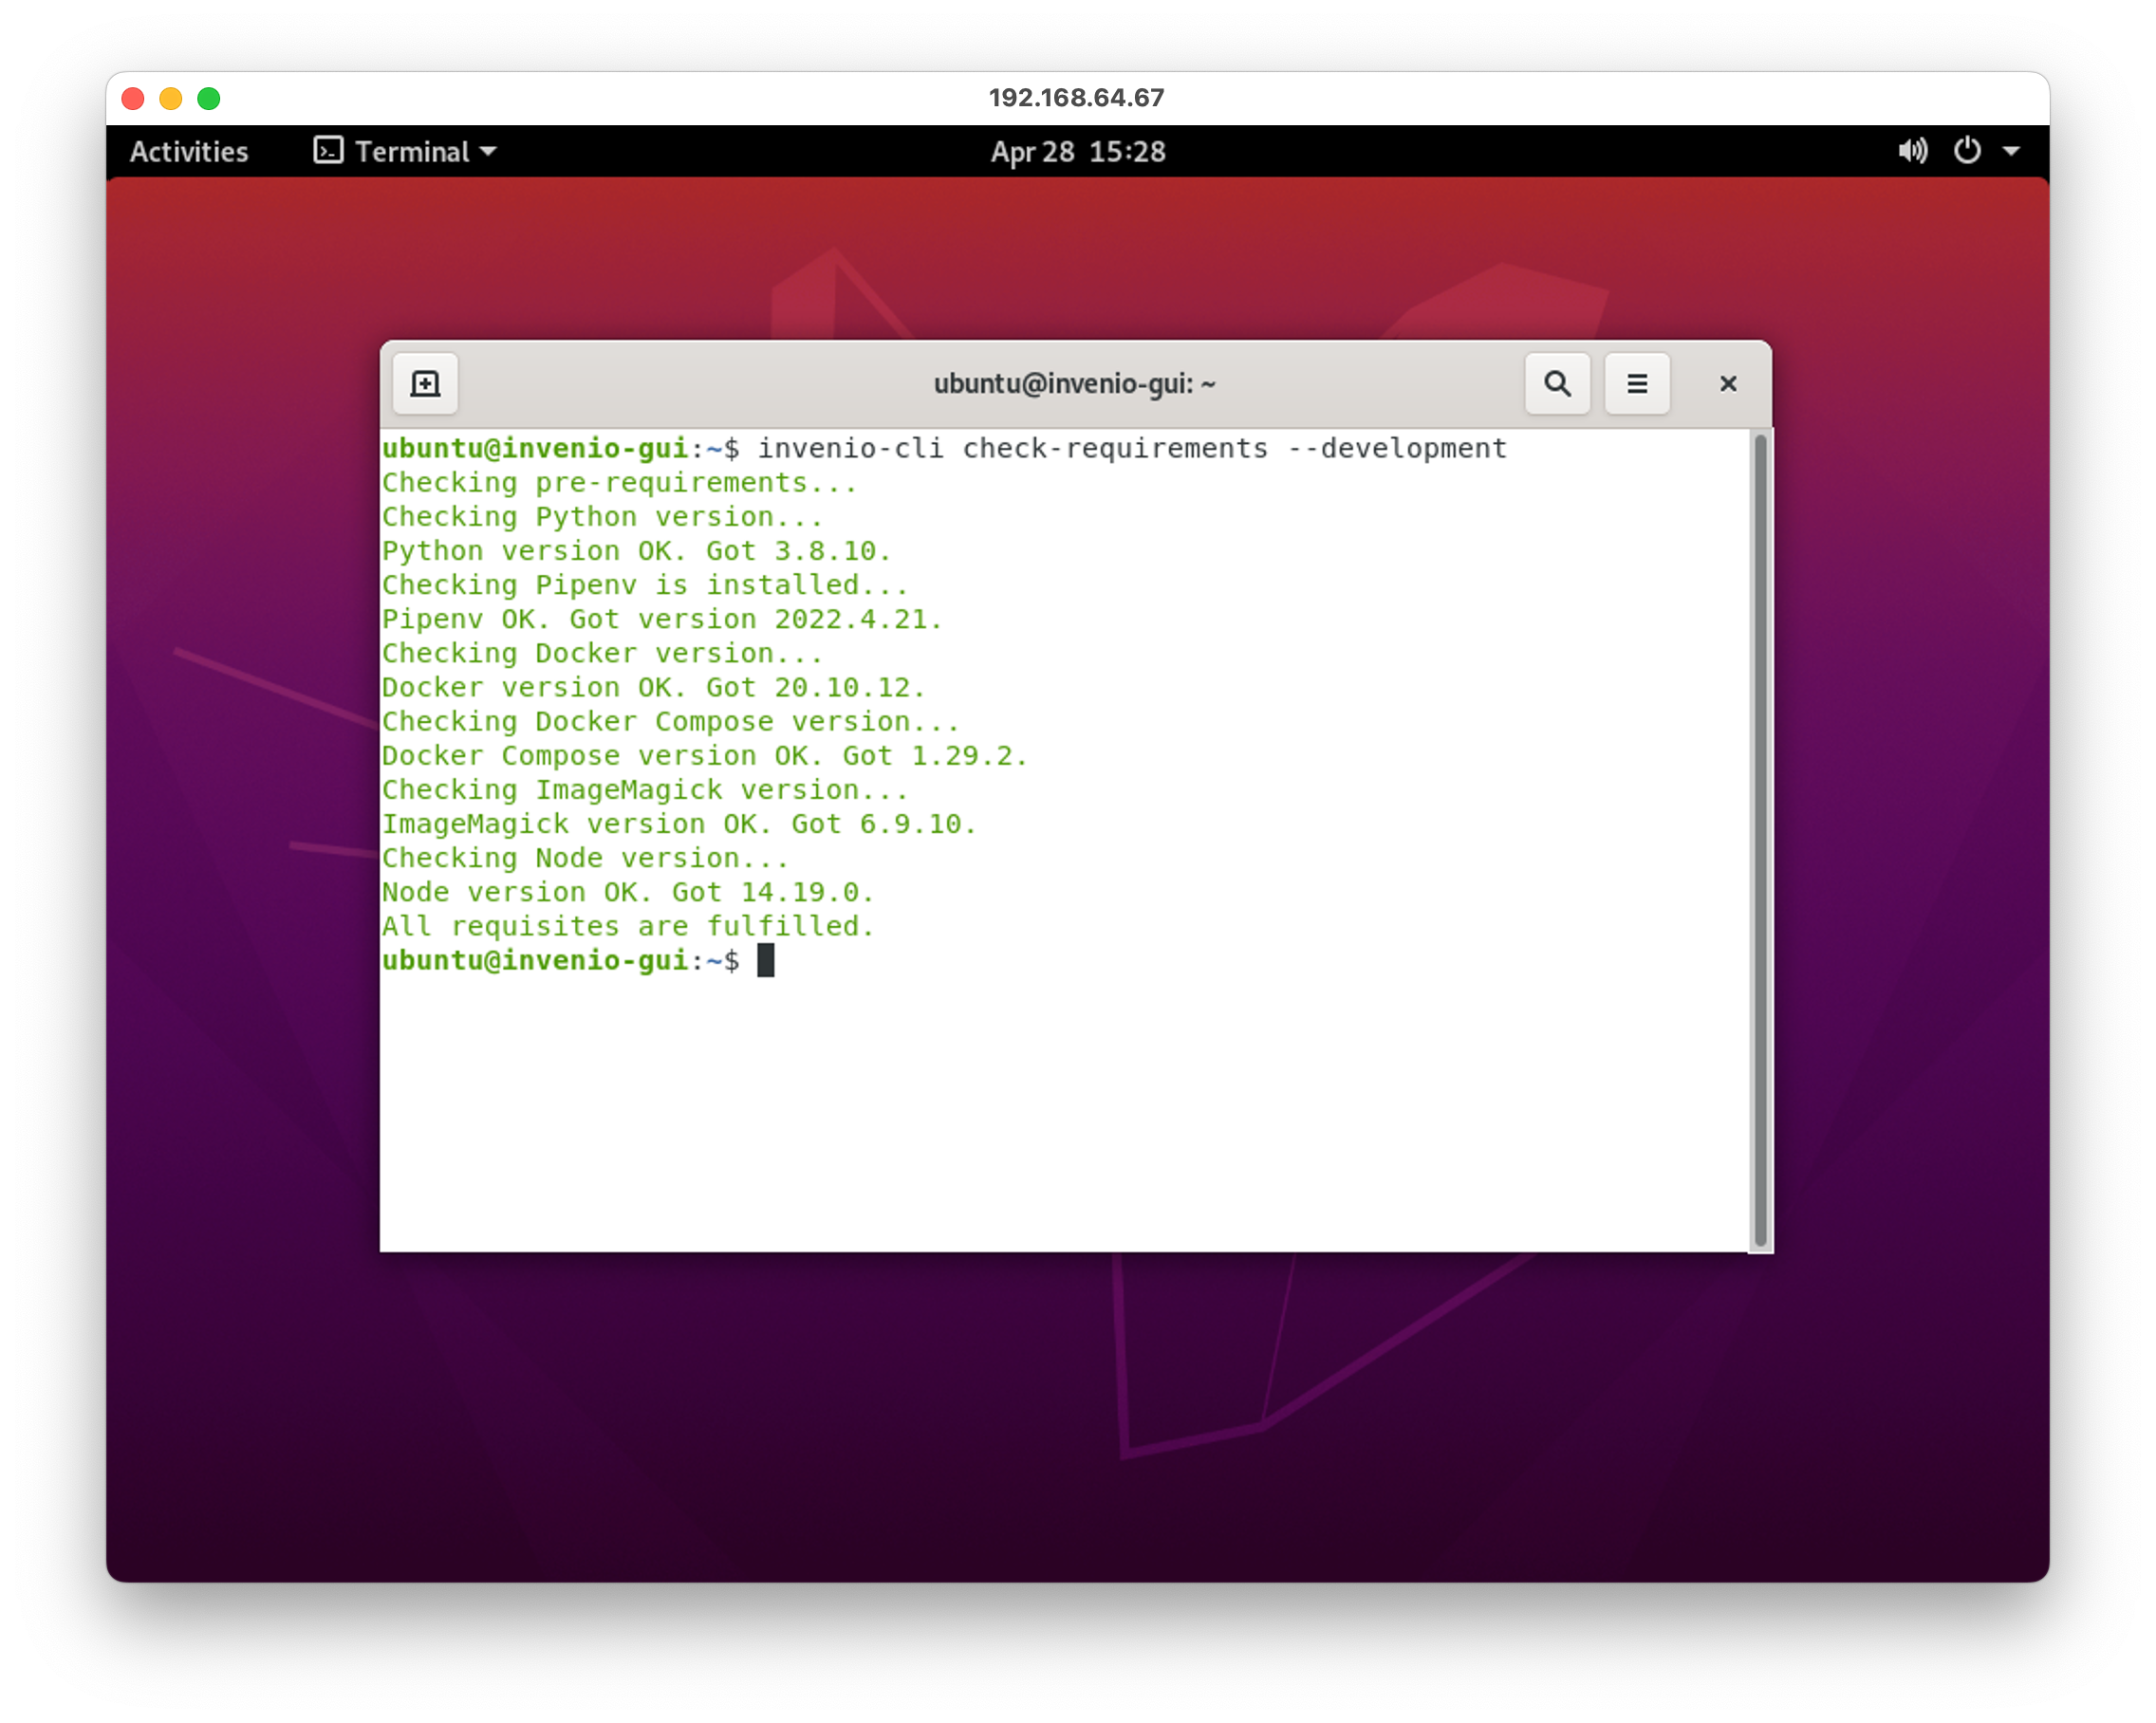 192.168.64.67
Activities Terminal Apr 28 15:28
ubuntu@invenio-gui: ~
ubuntu@invenio-gui:~$ invenio-cli check-requirements --development
Checking pre-requirements...
Checking Python version...
Python version OK. Got 3.8.10.
Checking Pipenv is installed...
Pipenv OK. Got version 2022.4.21.
Checking Docker version...
Docker version OK. Got 20.10.12.
Checking Docker Compose version...
Docker Compose version OK. Got 1.29.2.
Checking ImageMagick version...
ImageMagick version OK. Got 6.9.10.
Checking Node version...
Node version OK. Got 14.19.0.
All requisites are fulfilled.
ubuntu@invenio-gui:~$